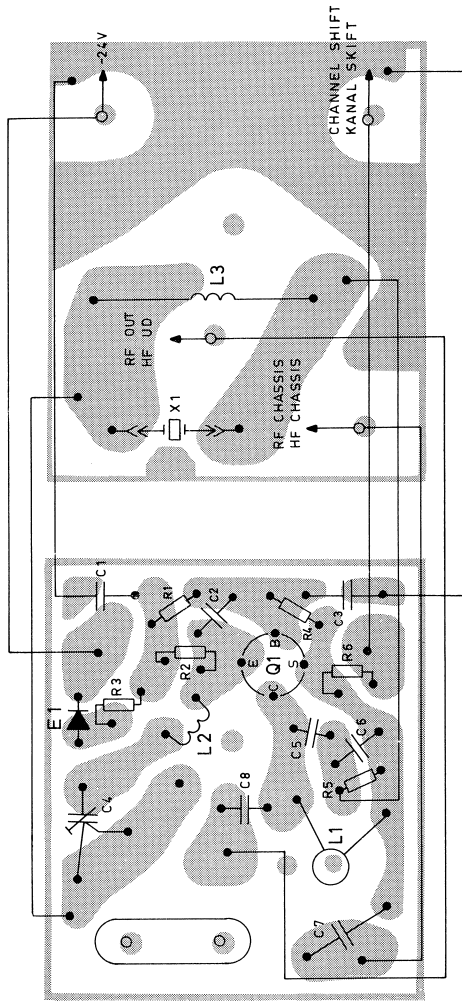 -24V
CHANNEL SHIFT
KANAL SKIFT
L3
RF OUT
HF UD
X1
RF CHASSIS
HF CHASSIS
C1
R1
C2
R4
C3
E1
R3
R2
E
B
Q1
C
S
R6
L2
C4
C5
C6
C8
R5
L1
C7